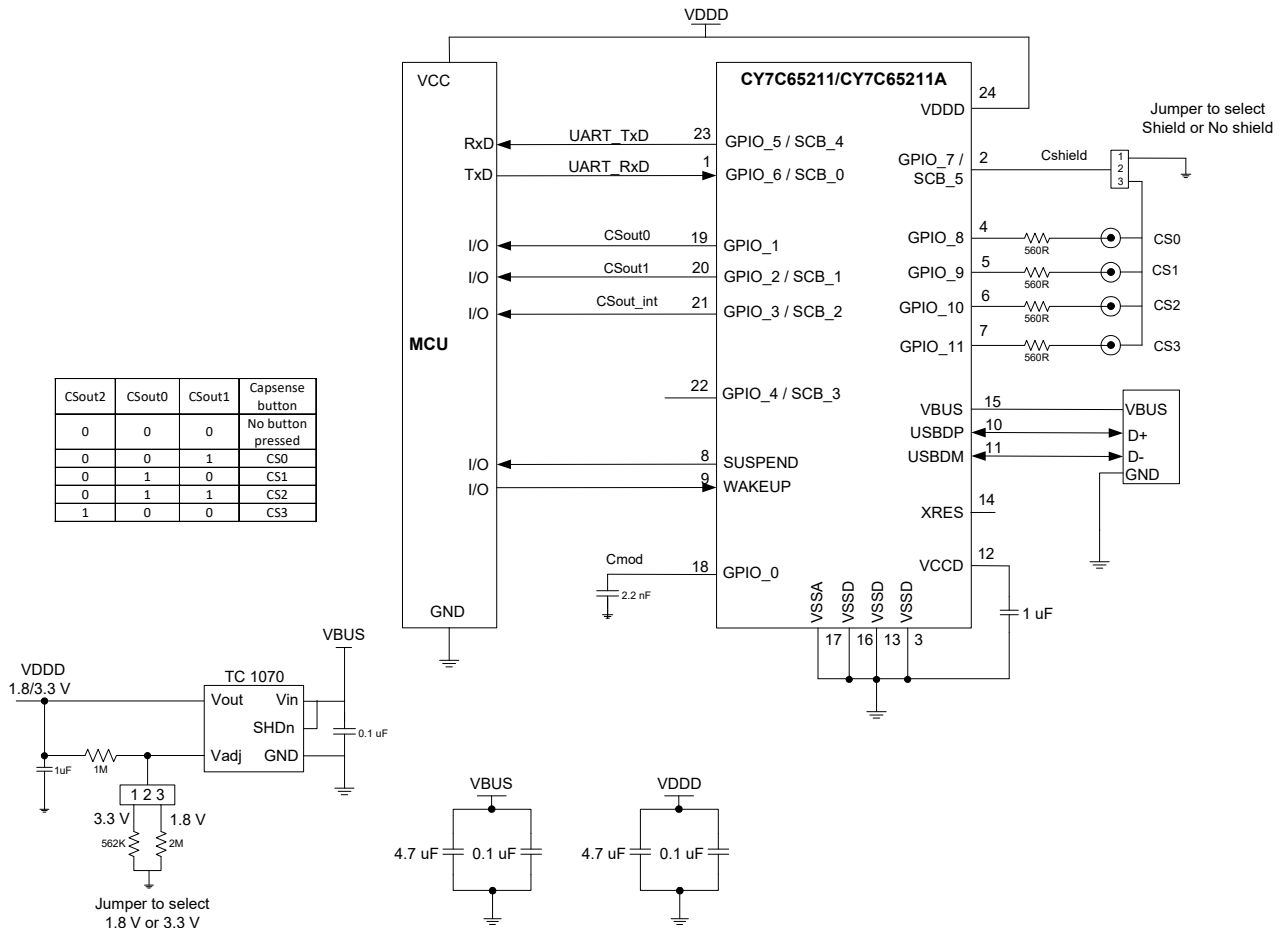 VDDD
VCC
CY7C65211/CY7C65211A
24
VDDD
Jumper to select
Shield or No shield
RxD
UART_TxD
23
GPIO_5 / SCB_4
TxD
UART_RxD
1
GPIO_6 / SCB_0
GPIO_7 /
SCB_5
2
Cshield
1
2
3
I/O
CSout0
19
GPIO_1
I/O
CSout1
20
GPIO_2 / SCB_1
I/O
CSout_int
21
GPIO_3 / SCB_2
MCU
GPIO_8
4
560R
CS0
GPIO_9
5
560R
CS1
GPIO_10
6
560R
CS2
GPIO_11
7
560R
CS3
22
GPIO_4 / SCB_3
VBUS
15
VBUS
USBDP
10
D+
USBDM
11
D-
GND
I/O
8
SUSPEND
I/O
9
WAKEUP
XRES
14
VCCD
12
1 uF
Cmod
18
GPIO_0
2.2 nF
VSSA
VSSD
VSSD
VSSD
17
16
13
3
GND
CSout2 CSout0 CSout1 Capsense
button
0 0 0 No button
pressed
0 0 1 CS0
0 1 0 CS1
0 1 1 CS2
1 0 0 CS3
VBUS
VDDD
1.8/3.3 V
TC 1070
Vout
Vin
SHDn
Vadj
GND
0.1 uF
1uF
1M
1 2 3
3.3 V
1.8 V
562K
2M
Jumper to select
1.8 V or 3.3 V
VBUS
4.7 uF
0.1 uF
VDDD
4.7 uF
0.1 uF